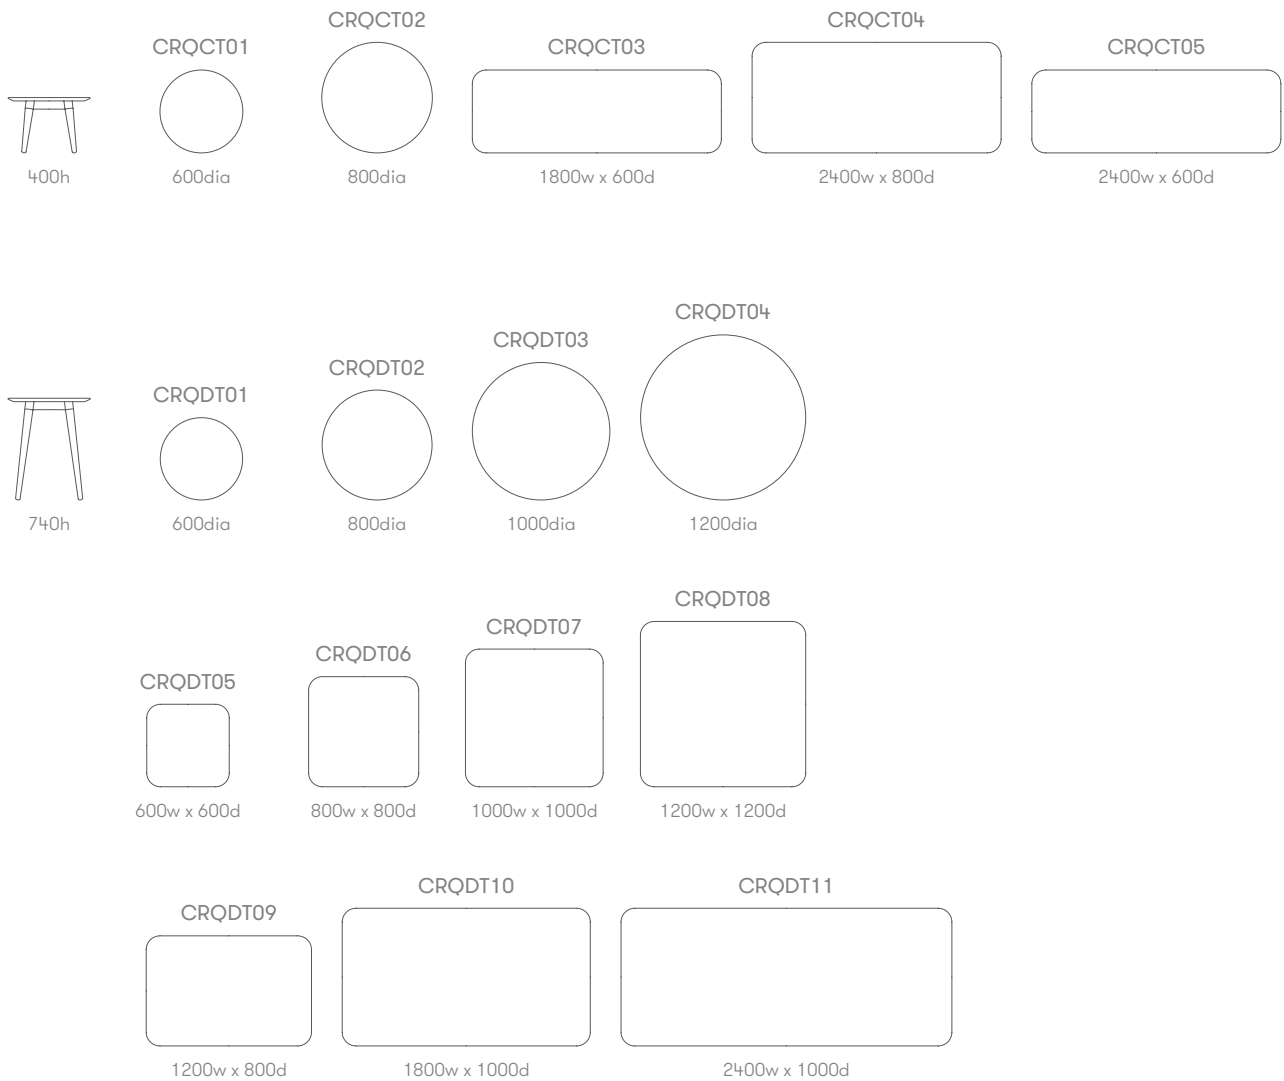 CRQCT01
CRQCT02
CRQCT03
CRQCT04
CRQCT05
400h
600dia
800dia
1800w x 600d
2400w x 800d
2400w x 600d
CRQDT01
CRQDT02
CRQDT03
CRQDT04
740h
600dia
800dia
1000dia
1200dia
CRQDT05
CRQDT06
CRQDT07
CRQDT08
600w x 600d
800w x 800d
1000w x 1000d
1200w x 1200d
CRQDT09
CRQDT10
CRQDT11
1200w x 800d
1800w x 1000d
2400w x 1000d